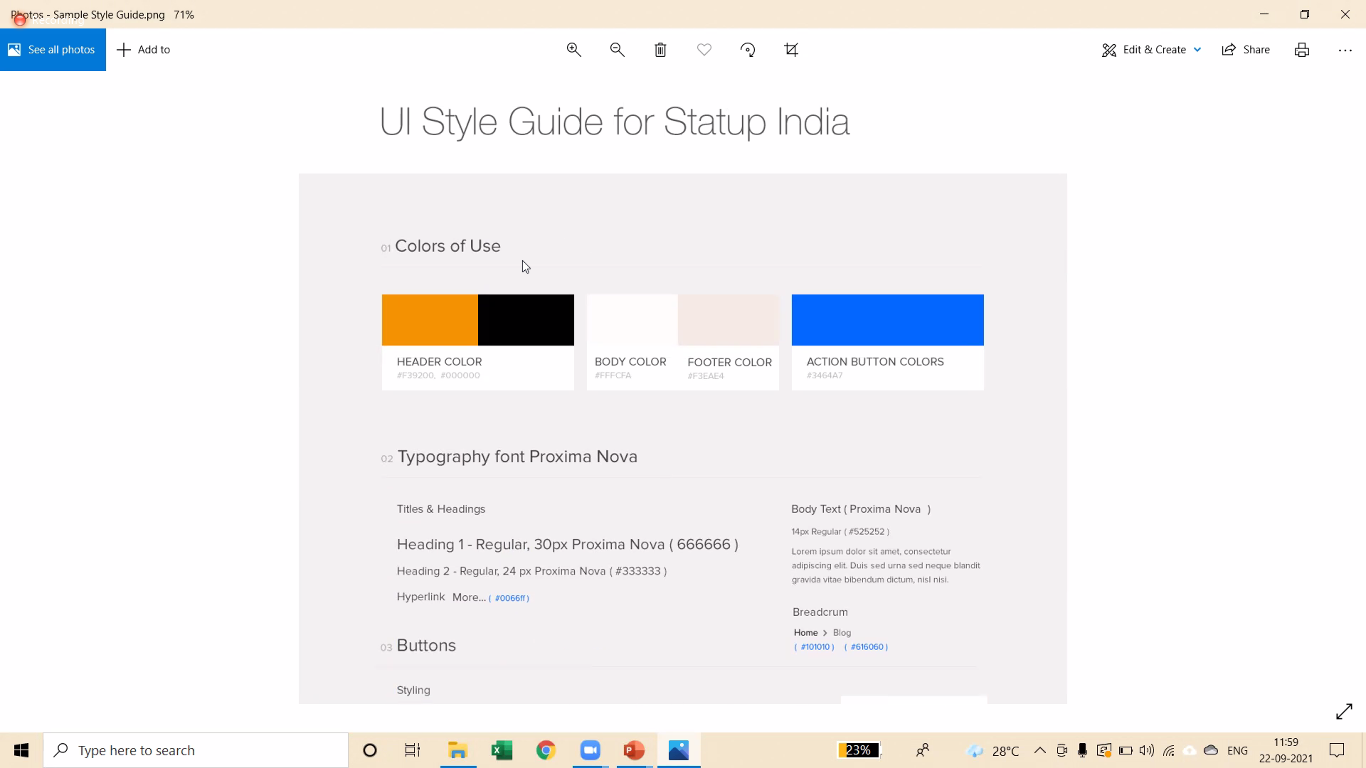 Photos - Sample Style Guide.png 71%
See all photos
Add to
Edit & Create
Share
UI Style Guide for Statup India
01 Colors of Use
HEADER COLOR
#F39200, #000000
BODY COLOR
#FFFCFA
FOOTER COLOR
#F3EAE4
ACTION BUTTON COLORS
#3464A7
02 Typography font Proxima Nova
Titles & Headings
Heading 1 - Regular, 30px Proxima Nova ( 666666 )
Heading 2 - Regular, 24 px Proxima Nova ( #333333 )
Hyperlink More... ( #0066ff )
Body Text ( Proxima Nova )
14px Regular ( #525252 )
Lorem ipsum dolor sit amet, consectetur
adipiscing elit. Duis sed urna sed neque blandit
gravida vitae bibendum dictum, nisl nisi.
Breadcrum
Home > Blog
( #101010 ) ( #616060 )
03 Buttons
Styling
Type here to search
23%
28°C
ENG
11:59
22-09-2021